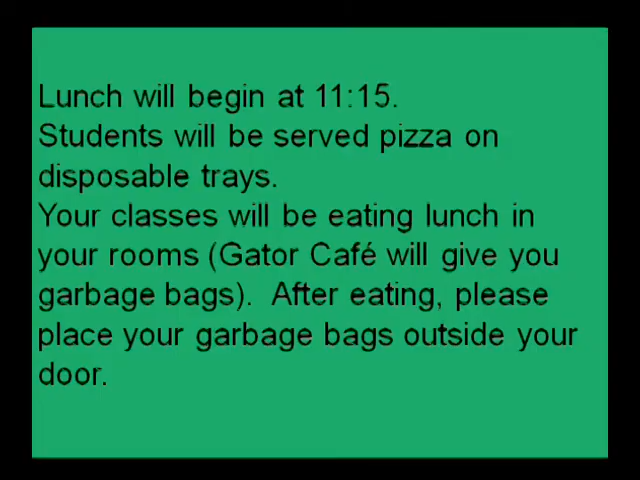 Lunch will begin at 11:15.
Students will be served pizza on
disposable trays.
Your classes will be eating lunch in
your rooms (Gator Café will give you
garbage bags).  After eating, please
place your garbage bags outside your
door.